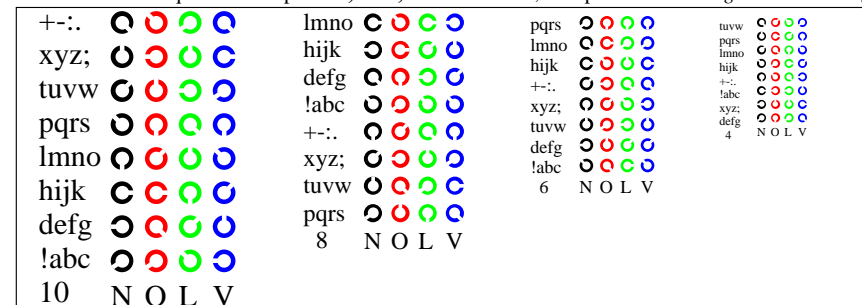 +-:.
xyz;
tuvw
pqrs
lmno
hijk
defg
!abc
10 N O L V
lmno
hijk
defg
!abc
+-:.
xyz;
tuvw
pqrs
8 N O L V
pqrs
lmno
hijk
+-:.
xyz;
tuvw
defg
!abc
6 N O L V
tuvw
pqrs
lmno
hijk
+-:.
!abc
xyz;
defg
4 N O L V